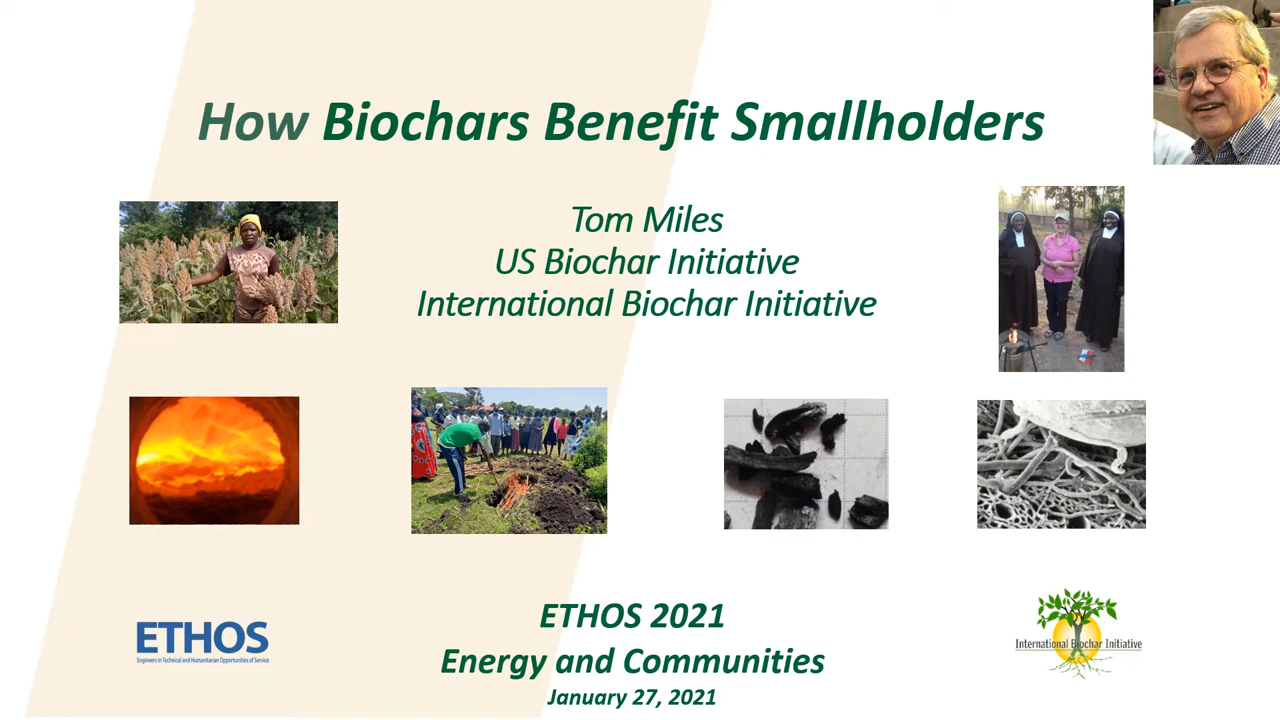 How Biochars Benefit Smallholders
Tom Miles
US Biochar Initiative
International Biochar Initiative
ETHOS 2021
Energy and Communities
January 27, 2021
ETHOS
Engineers in Technical and Humanitarian Opportunities of Service
International Biochar Initiative